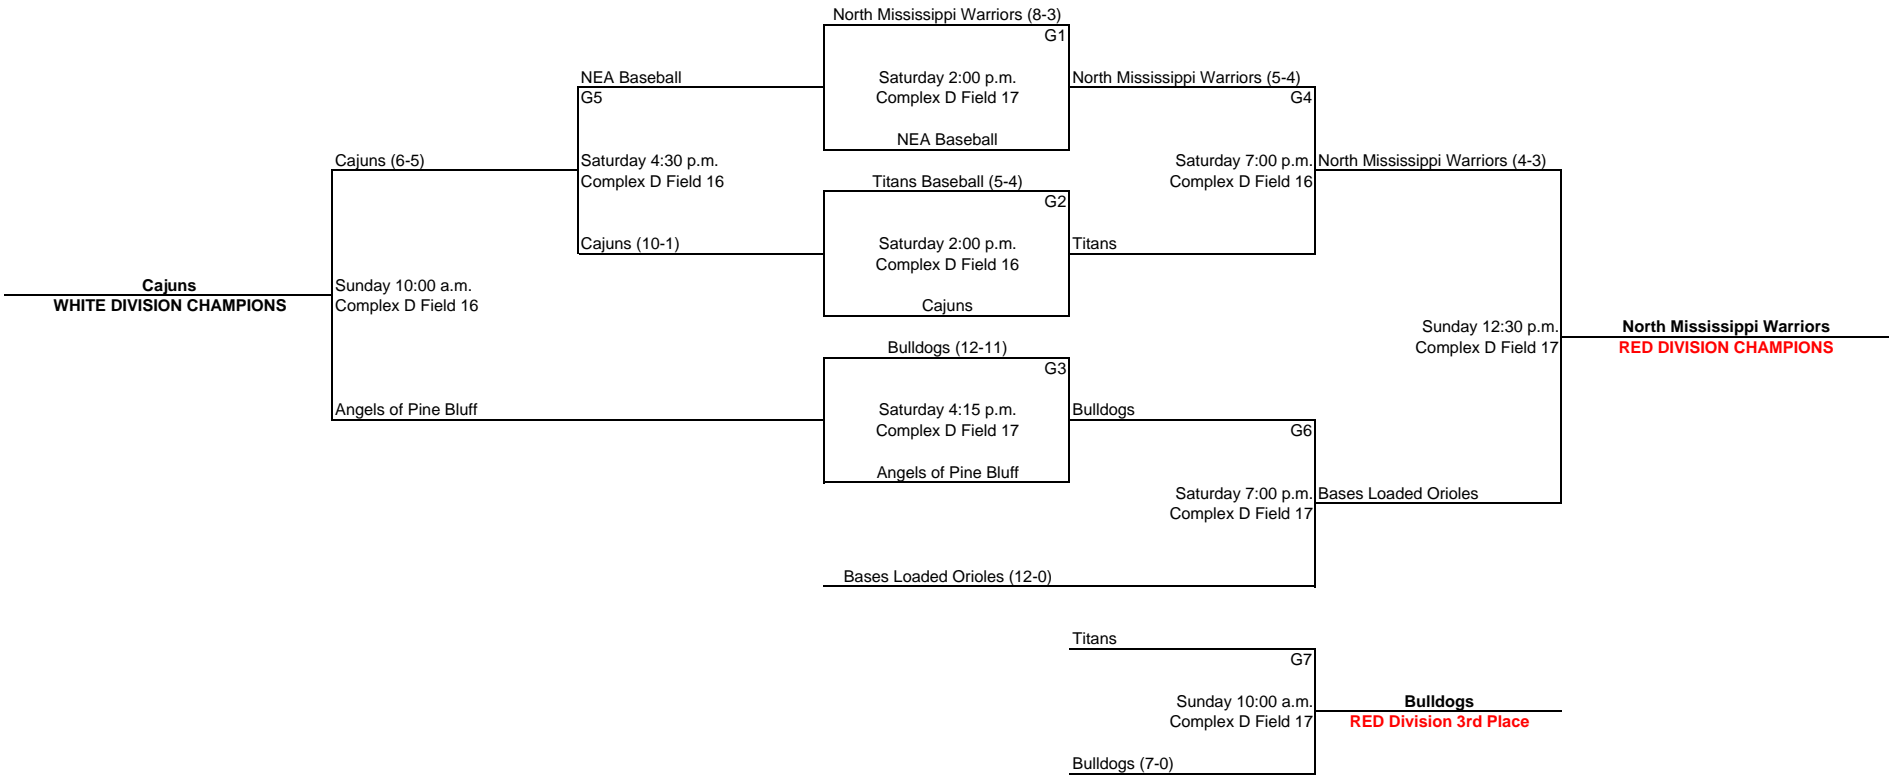 North Mississippi Warriors (8-3)
G1
NEA Baseball
Saturday 2:00 p.m.
North Mississippi Warriors (5-4)
G5
Complex D Field 17
G4
NEA Baseball
Cajuns (6-5)
Saturday 4:30 p.m.
Saturday 7:00 p.m.
North Mississippi Warriors (4-3)
Complex D Field 16
Titans Baseball (5-4)
Complex D Field 16
G2
Cajuns (10-1)
Saturday 2:00 p.m.
Titans
Complex D Field 16
Cajuns
Sunday 10:00 a.m.
WHITE DIVISION CHAMPIONS
Complex D Field 16
Cajuns
Sunday 12:30 p.m.
North Mississippi Warriors
Bulldogs (12-11)
Complex D Field 17
RED DIVISION CHAMPIONS
G3
Angels of Pine Bluff
Saturday 4:15 p.m.
Bulldogs
Complex D Field 17
G6
Angels of Pine Bluff
Saturday 7:00 p.m.
Bases Loaded Orioles
Complex D Field 17
Bases Loaded Orioles (12-0)
Titans
G7
Sunday 10:00 a.m.
Bulldogs
Complex D Field 17
RED Division 3rd Place
Bulldogs (7-0)